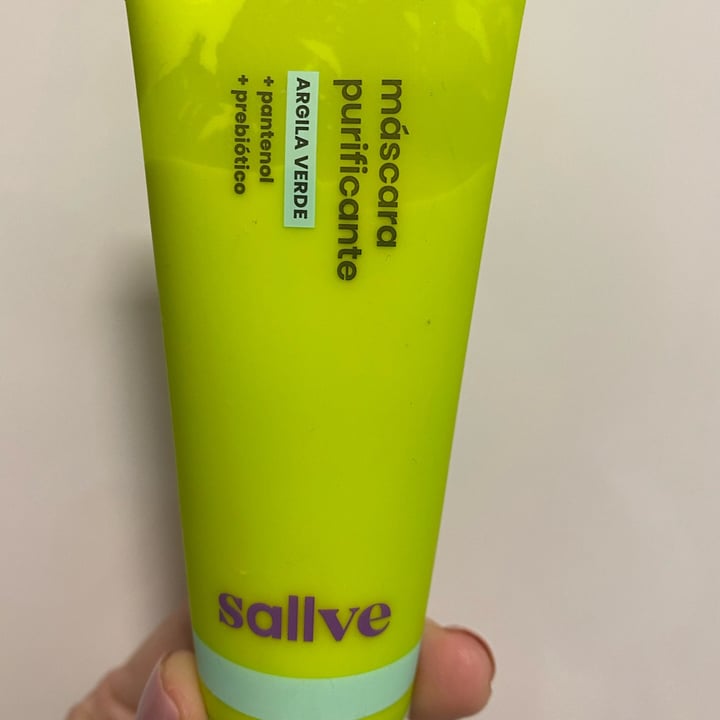 máscara
purificante
ARGILA VERDE
+ pantenol
+ prebiótico
sallve